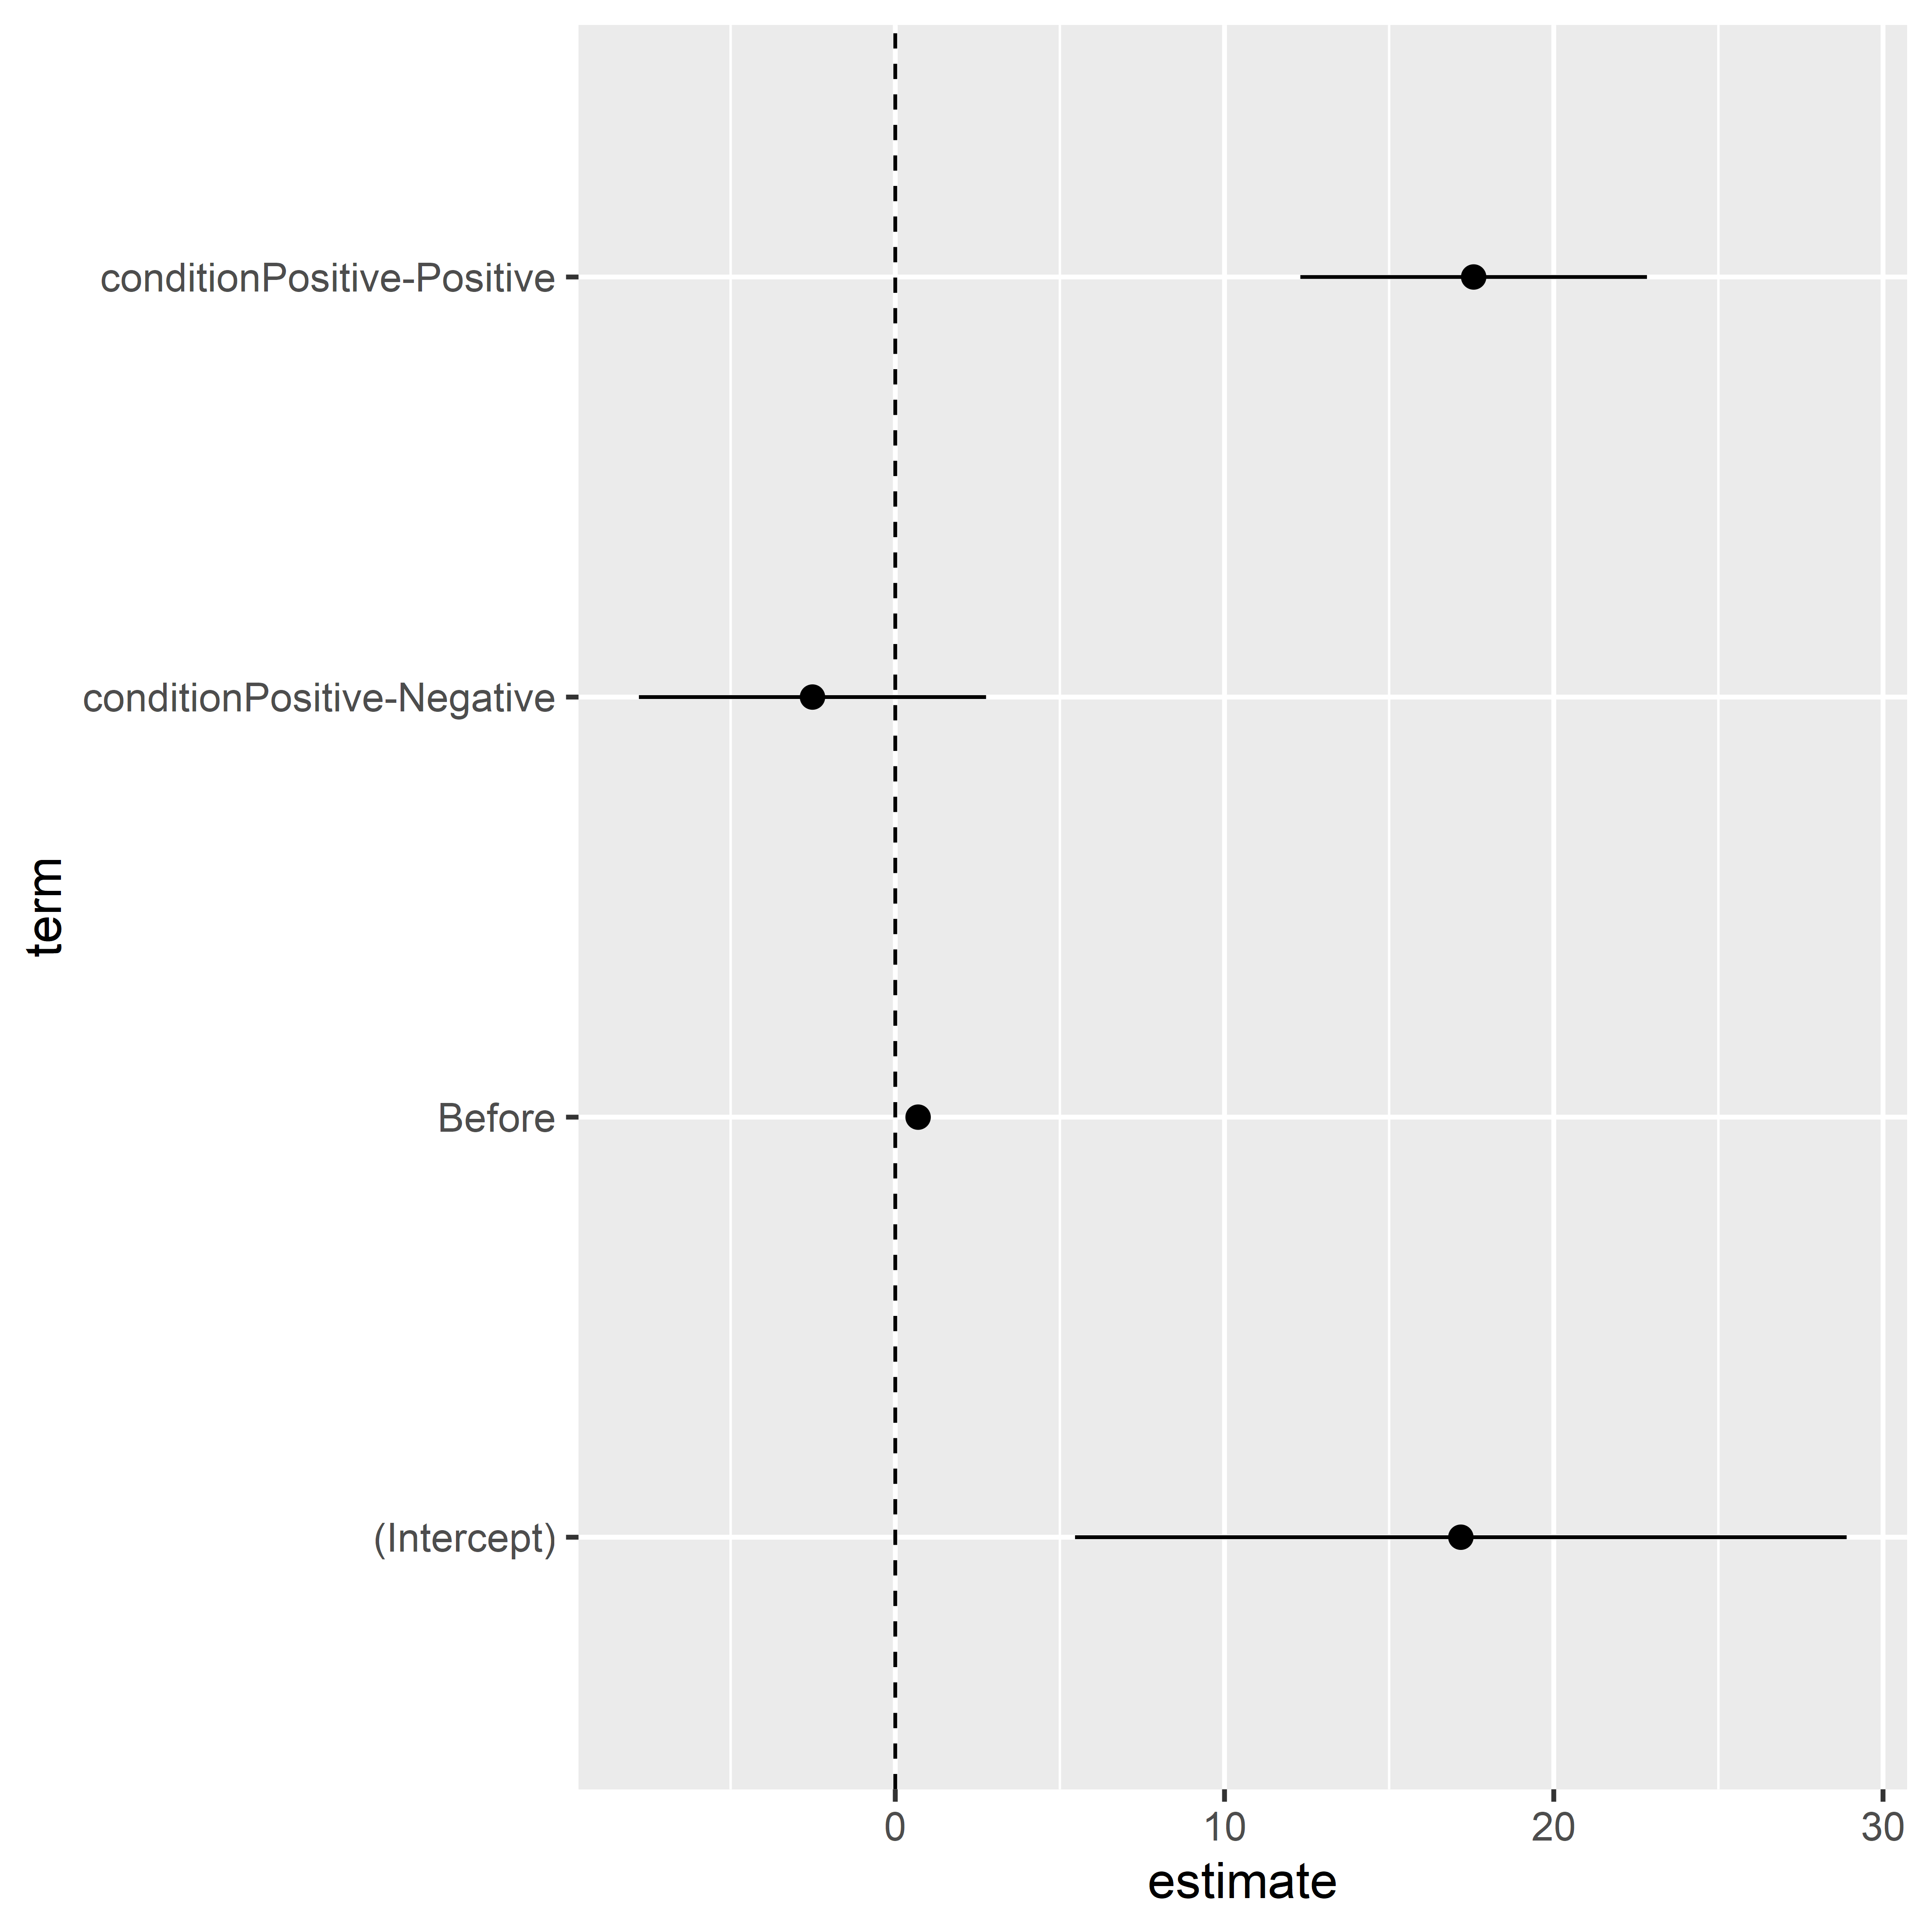 conditionPositive-Positive
conditionPositive-Negative
Before
(Intercept)
term
0 10 20 30
estimate